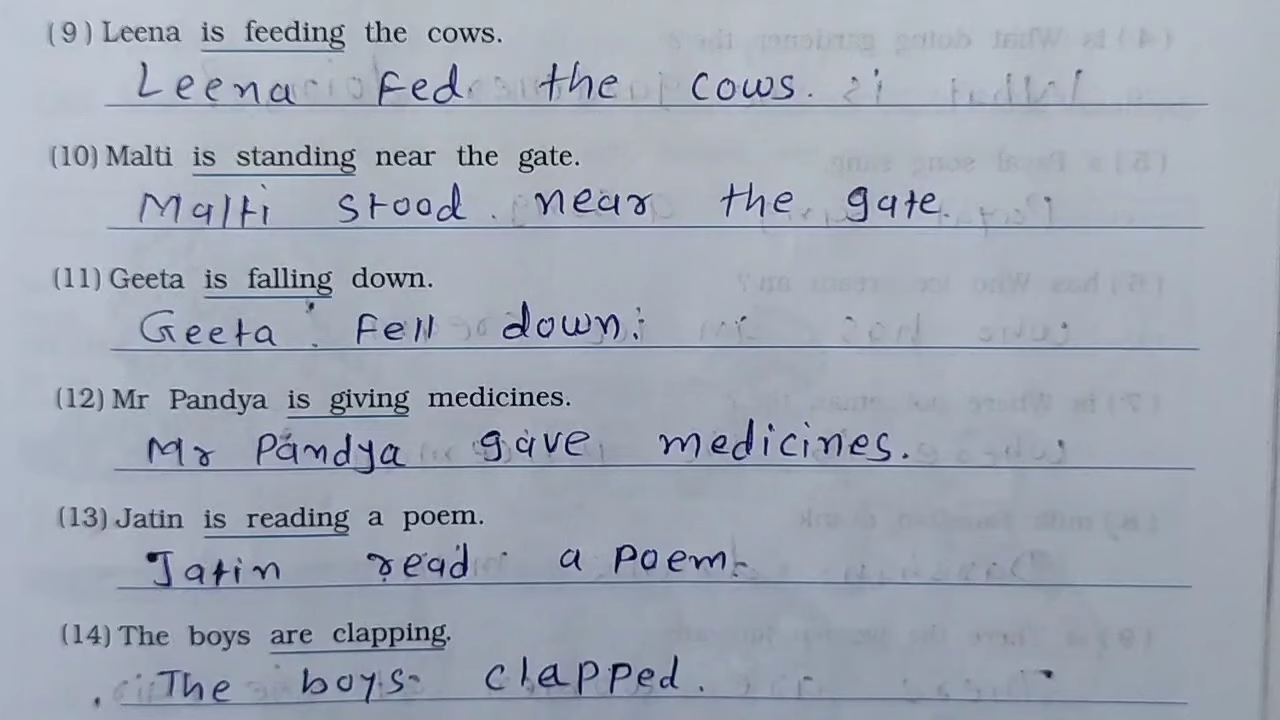 (9) Leena is feeding the cows.
Leena fed the cows.
(10) Malti is standing near the gate.
Malti stood near the gate.
(11) Geeta is falling down.
Geeta fell down.
(12) Mr Pandya is giving medicines.
Mr Pandya gave medicines.
(13) Jatin is reading a poem.
Jatin read a poem.
(14) The boys are clapping.
The boys clapped.